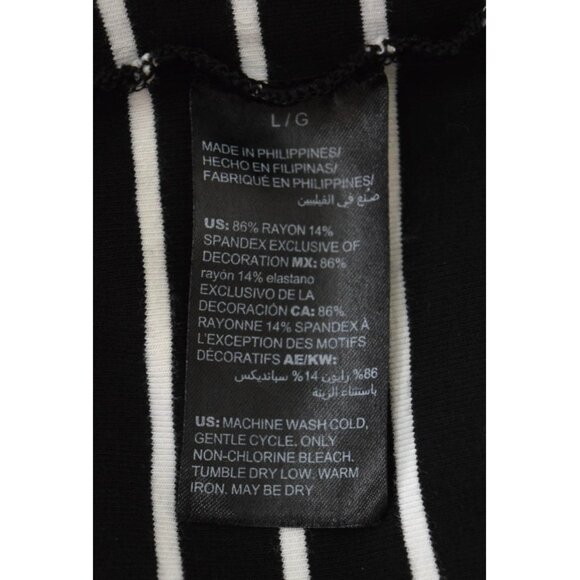 L / G
MADE IN PHILIPPINES/
HECHO EN FILIPINAS/
FABRIQUÉ EN PHILIPPINES/
صنع في الفيليبين
US: 86% RAYON 14%
SPANDEX EXCLUSIVE OF
DECORATION MX: 86%
rayón 14% elastano
EXCLUSIVO DE LA
DECORACIÓN CA: 86%
RAYONNE 14% SPANDEX À
L'EXCEPTION DES MOTIFS
DÉCORATIFS AE/KW:
%86 رايون 14% سبانديكس
باستثناء الزينة
US: MACHINE WASH COLD,
GENTLE CYCLE. ONLY
NON-CHLORINE BLEACH.
TUMBLE DRY LOW. WARM
IRON. MAY BE DRY